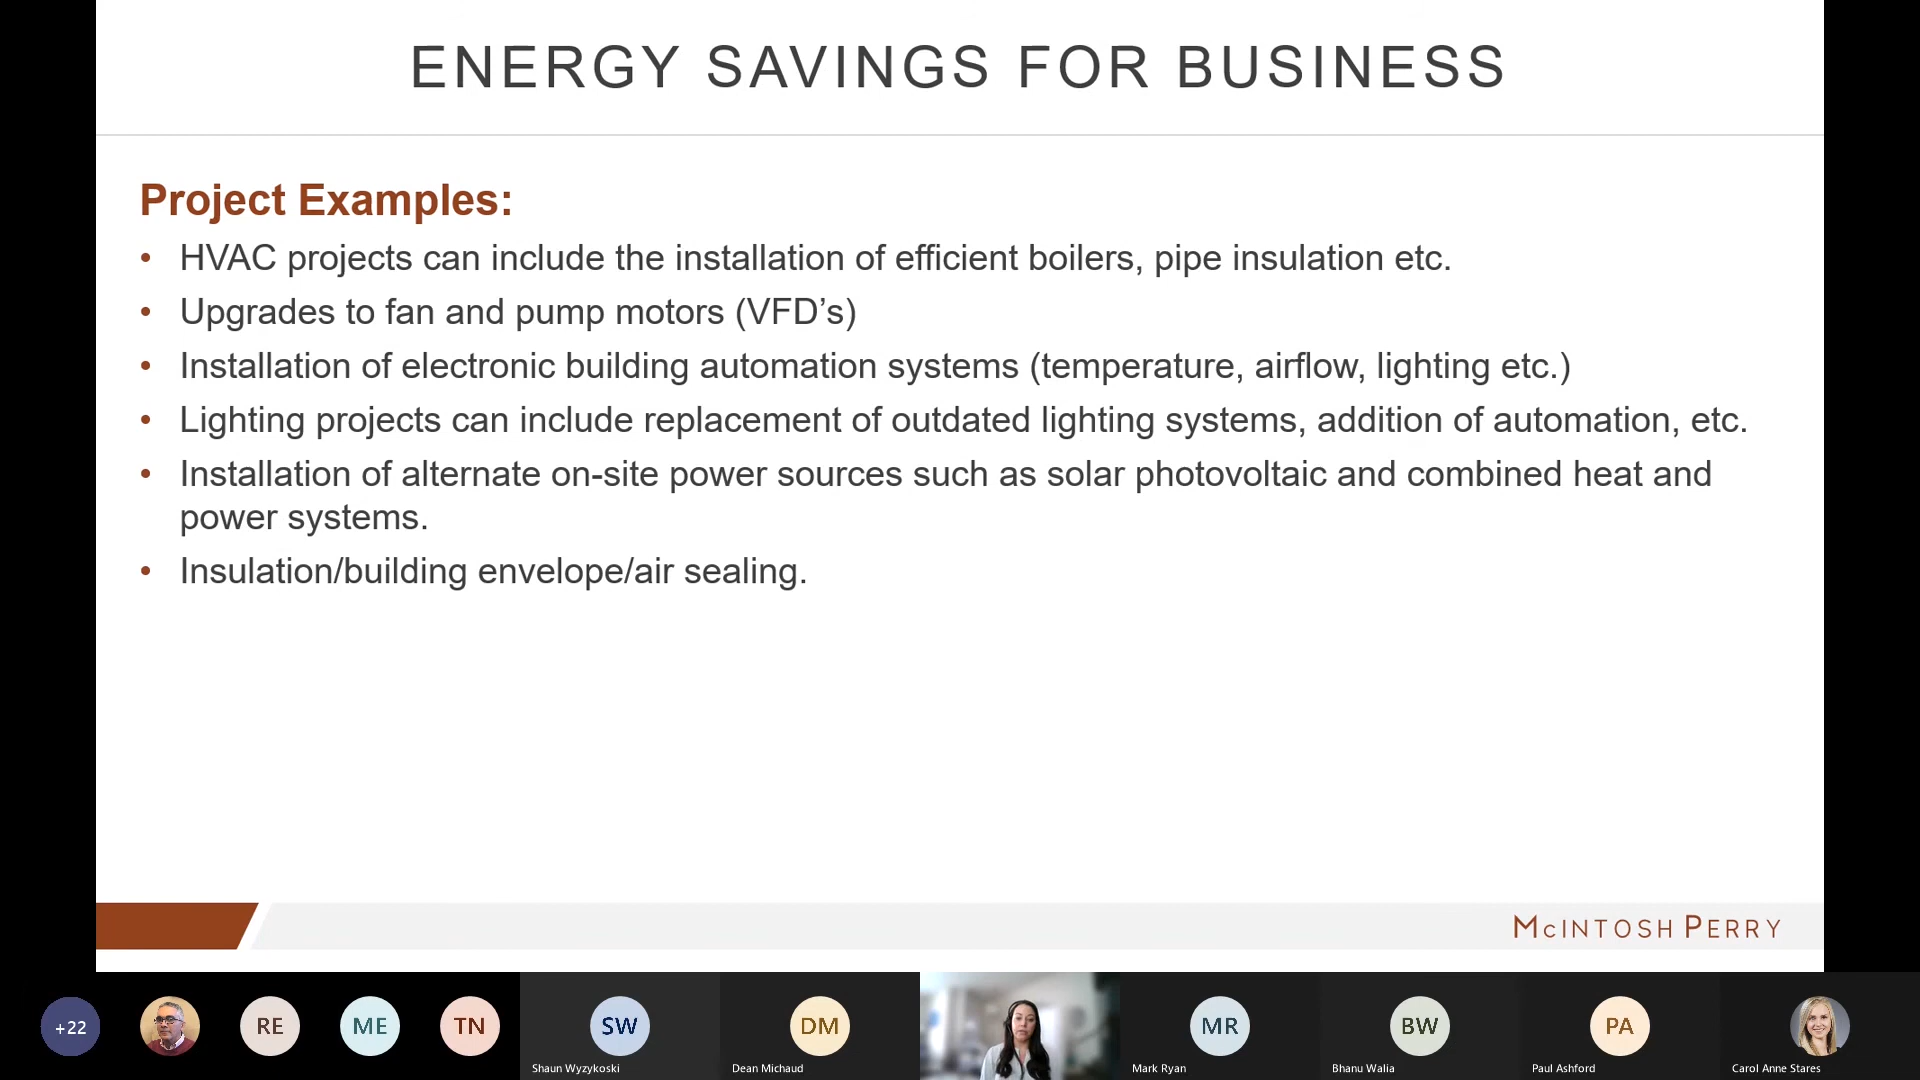 ENERGY SAVINGS FOR BUSINESS
Project Examples:
• HVAC projects can include the installation of efficient boilers, pipe insulation etc.
• Upgrades to fan and pump motors (VFD’s)
• Installation of electronic building automation systems (temperature, airflow, lighting etc.)
• Lighting projects can include replacement of outdated lighting systems, addition of automation, etc.
• Installation of alternate on-site power sources such as solar photovoltaic and combined heat and
power systems.
• Insulation/building envelope/air sealing.
McINTOSH PERRY
+22
RE
ME
TN
SW
DM
MR
BW
PA
Shaun Wyzykoski
Dean Michaud
Mark Ryan
Bhanu Walia
Paul Ashford
Carol Anne Stares